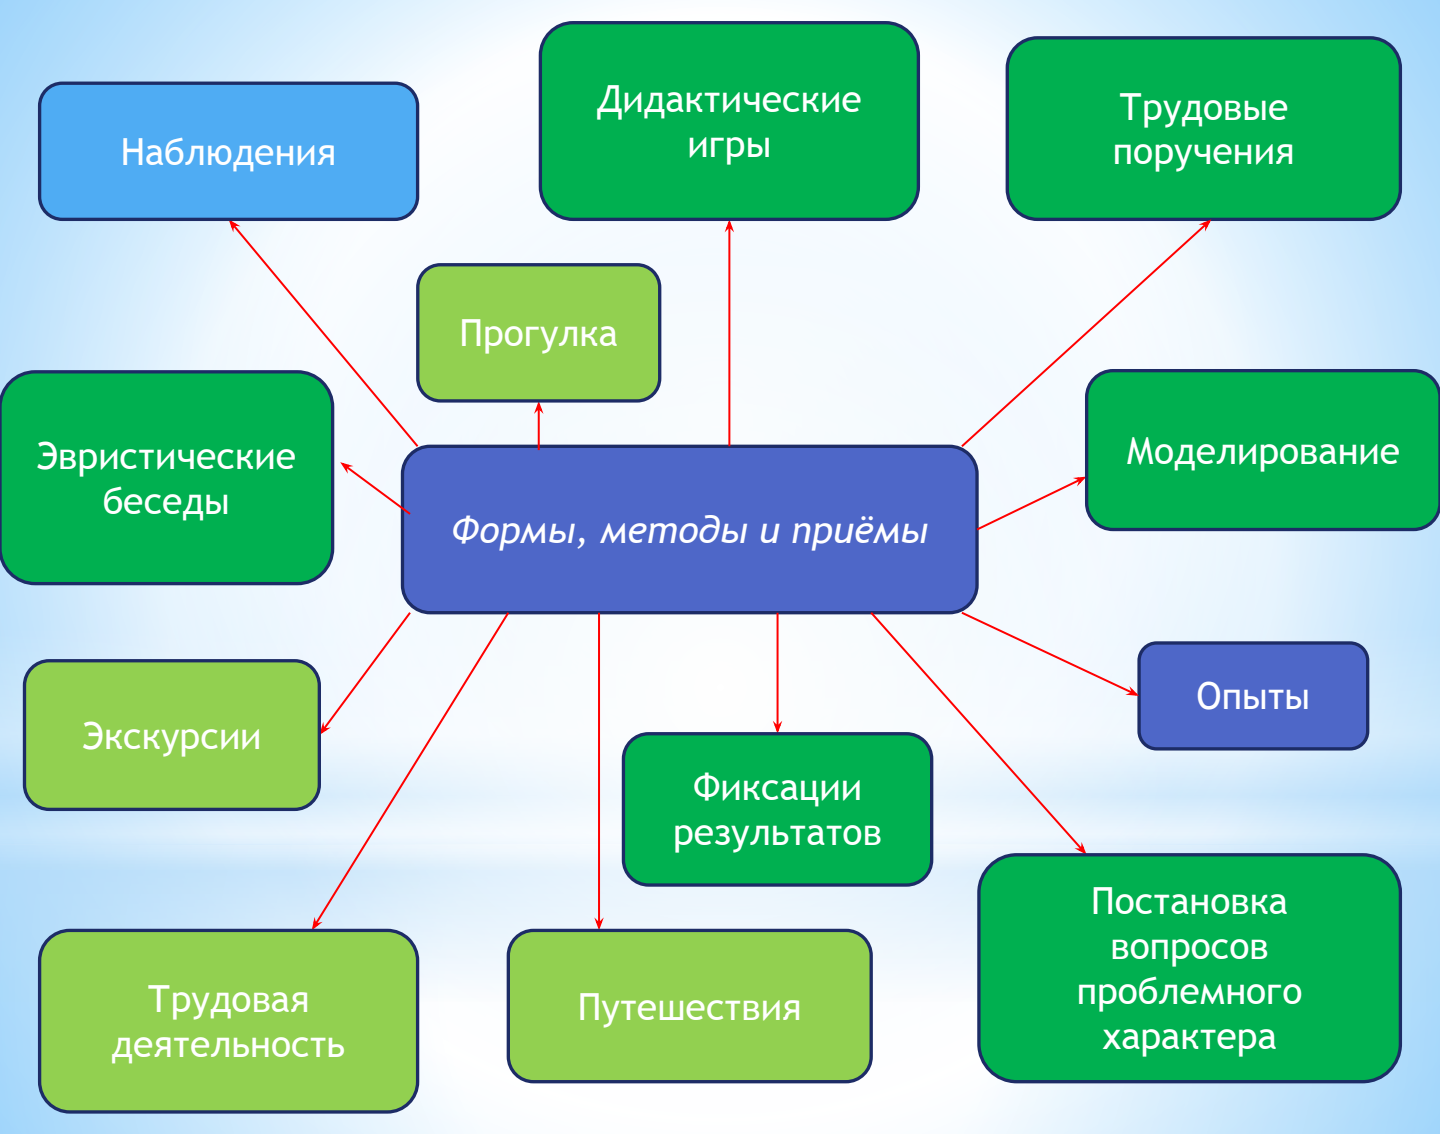 Наблюдения
Дидактические
игры
Трудовые
поручения
Прогулка
Эвристические
беседы
Формы, методы и приёмы
Моделирование
Экскурсии
Опыты
Фиксации
результатов
Трудовая
деятельность
Путешествия
Постановка
вопросов
проблемного
характера